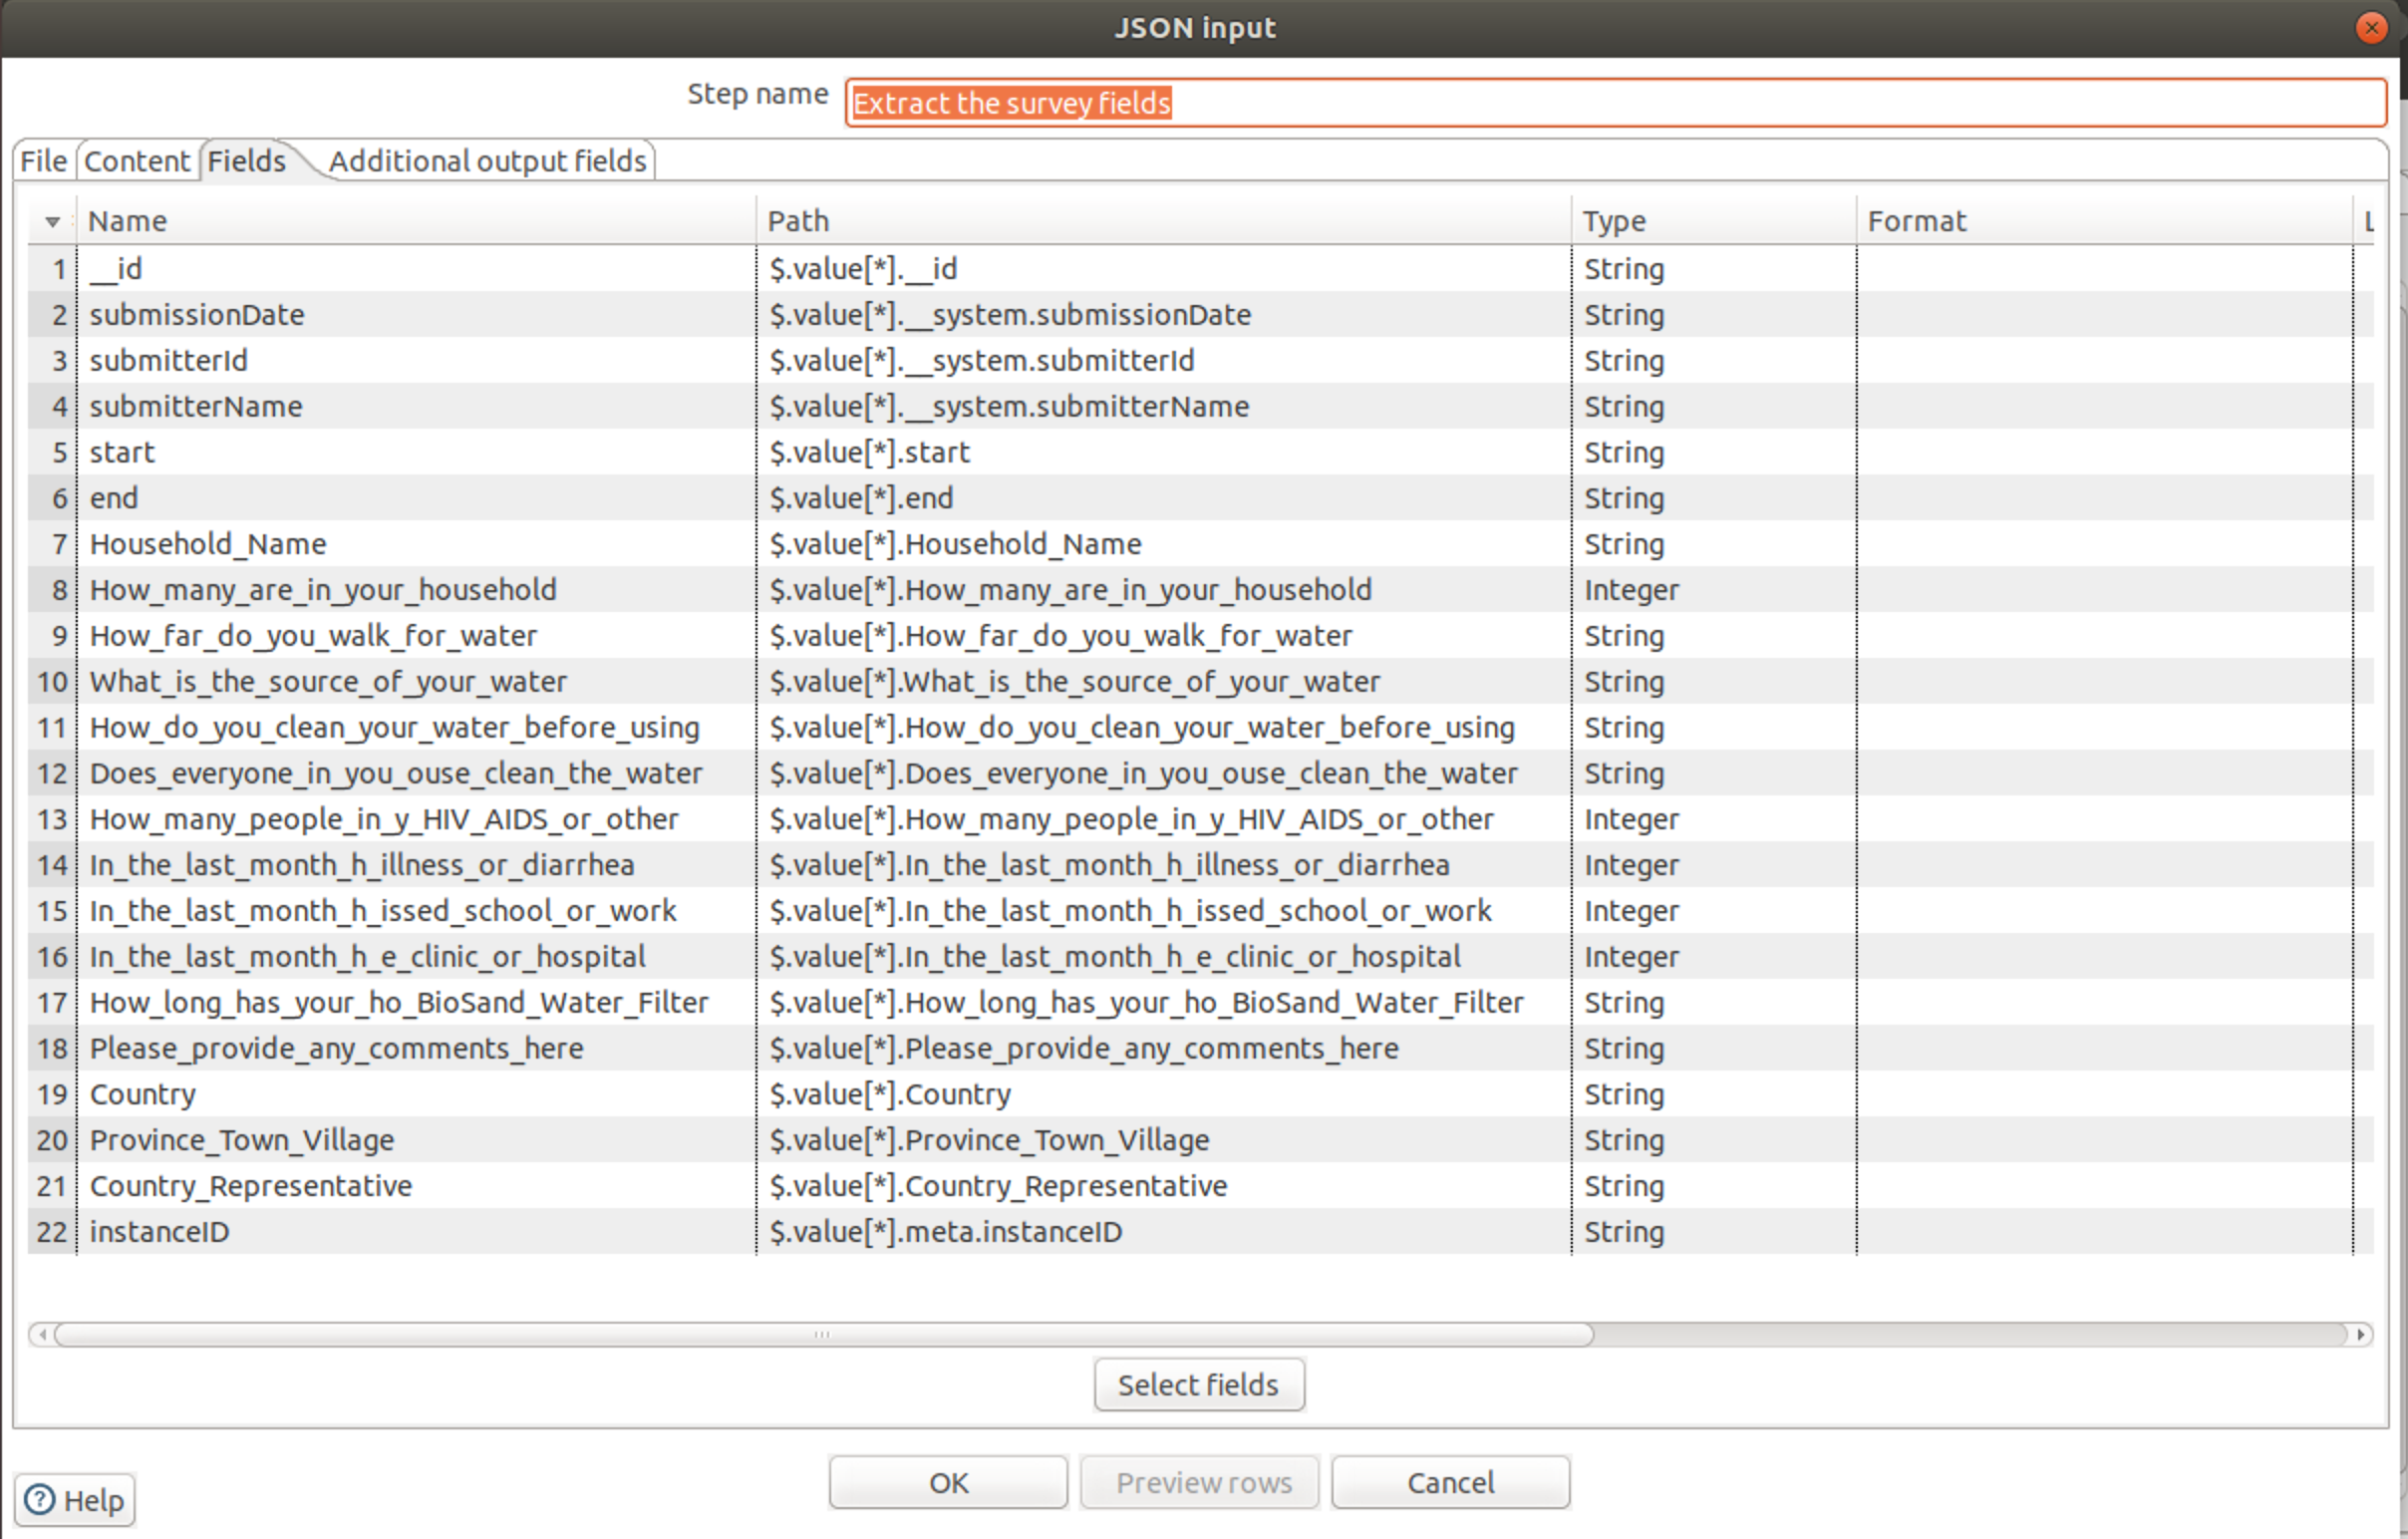 JSON input
Step name Extract the survey fields
File Content Fields Additional output fields
Name Path Type Format L
1 __id $.value[*].__id String
2 submissionDate $.value[*].__system.submissionDate String
3 submitterId $.value[*].__system.submitterId String
4 submitterName $.value[*].__system.submitterName String
5 start $.value[*].start String
6 end $.value[*].end String
7 Household_Name $.value[*].Household_Name String
8 How_many_are_in_your_household $.value[*].How_many_are_in_your_household Integer
9 How_far_do_you_walk_for_water $.value[*].How_far_do_you_walk_for_water String
10 What_is_the_source_of_your_water $.value[*].What_is_the_source_of_your_water String
11 How_do_you_clean_your_water_before_using $.value[*].How_do_you_clean_your_water_before_using String
12 Does_everyone_in_you_ouse_clean_the_water $.value[*].Does_everyone_in_you_ouse_clean_the_water String
13 How_many_people_in_y_HIV_AIDS_or_other $.value[*].How_many_people_in_y_HIV_AIDS_or_other Integer
14 In_the_last_month_h_illness_or_diarrhea $.value[*].In_the_last_month_h_illness_or_diarrhea Integer
15 In_the_last_month_h_issed_school_or_work $.value[*].In_the_last_month_h_issed_school_or_work Integer
16 In_the_last_month_h_e_clinic_or_hospital $.value[*].In_the_last_month_h_e_clinic_or_hospital Integer
17 How_long_has_your_ho_BioSand_Water_Filter $.value[*].How_long_has_your_ho_BioSand_Water_Filter String
18 Please_provide_any_comments_here $.value[*].Please_provide_any_comments_here String
19 Country $.value[*].Country String
20 Province_Town_Village $.value[*].Province_Town_Village String
21 Country_Representative $.value[*].Country_Representative String
22 instanceID $.value[*].meta.instanceID String
Select fields
Help OK Preview rows Cancel